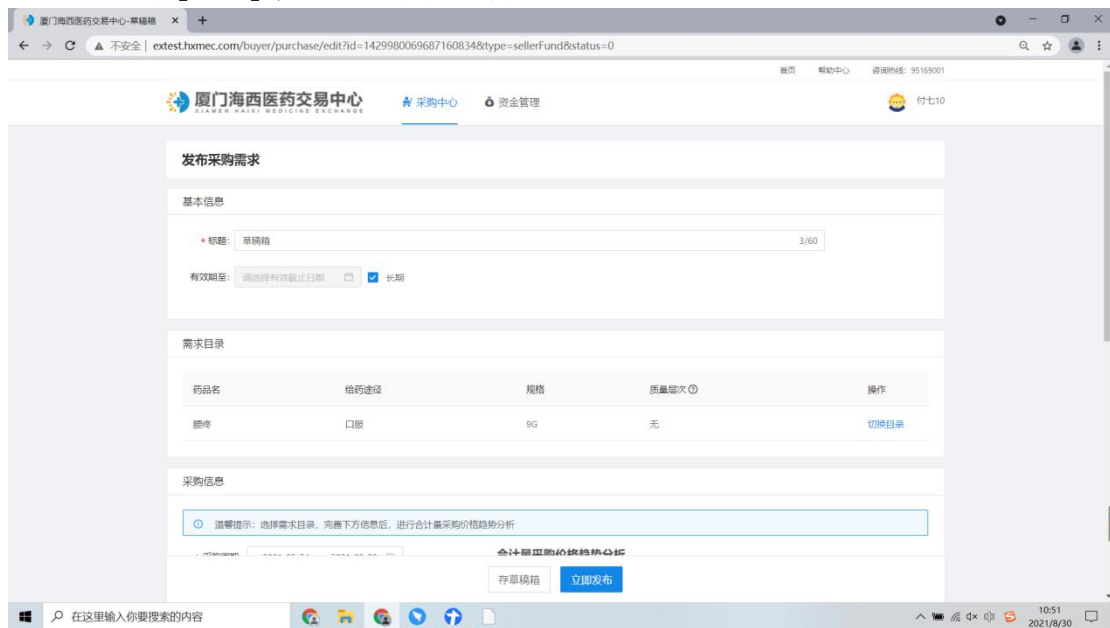 厦门海西医药交易中心-草稿箱
不安全 | extest.hxmec.com/buyer/purchase/edit?id=1429980069687160834&type=sellerFund&status=0
首页 帮助中心 咨询热线: 95169001
厦门海西医药交易中心 采购中心 资金管理 付七10
XIAMEN HAIXI MEDICINE EXCHANGE
发布采购需求
基本信息
* 标题: 草稿箱 3/60
有效期至: 请选择有效截止日期 长期
需求目录
药品名 给药途径 规格 质量层次 操作
腰疼 口服 9G 无 切换目录
采购信息
温馨提示: 选择需求目录, 完善下方信息后, 进行合计量采购价格趋势分析
合计量采购价格趋势分析
存草稿箱 立即发布
在这里输入你要搜索的内容
10:51
2021/8/30